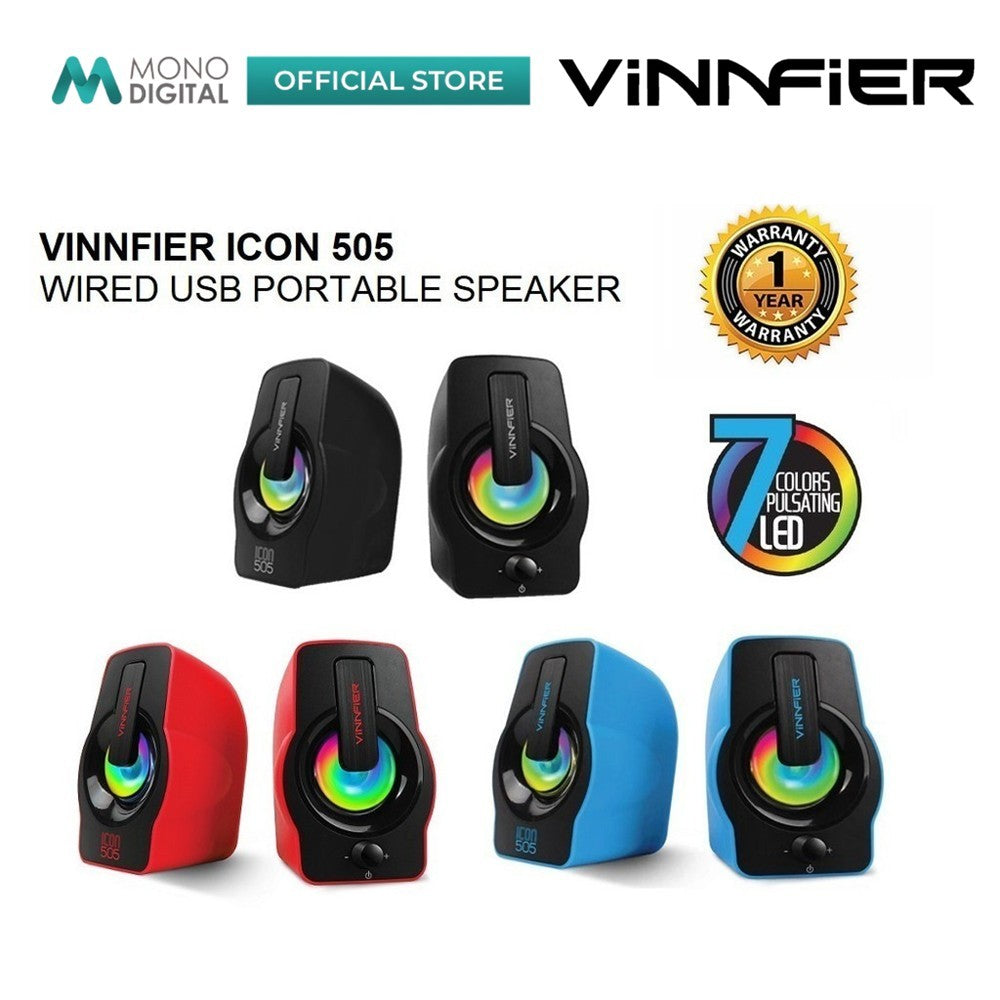 MONO
DIGITAL
OFFICIAL STORE
ViNNFiER
VINNFIER ICON 505
WIRED USB PORTABLE SPEAKER
WARRANTY
1
YEAR
WARRANTY
7
COLORS
PULSATING
LED
ViNNFiER
ICON
505
ViNNFiER
- +
ViNNFiER
ICON
505
ViNNFiER
- +
ViNNFiER
ICON
505
ViNNFiER
- +